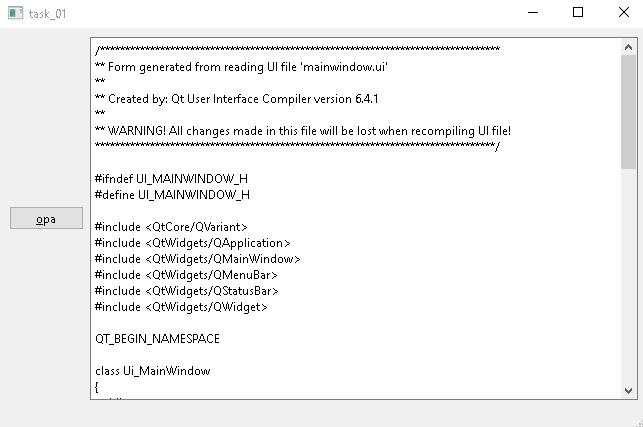 task_01
/******************************************************************************
** Form generated from reading UI file 'mainwindow.ui'
**
** Created by: Qt User Interface Compiler version 6.4.1
**
** WARNING! All changes made in this file will be lost when recompiling UI file!
******************************************************************************/
#ifndef UI_MAINWINDOW_H
#define UI_MAINWINDOW_H
opa
#include <QtCore/QVariant>
#include <QtWidgets/QApplication>
#include <QtWidgets/QMainWindow>
#include <QtWidgets/QMenuBar>
#include <QtWidgets/QStatusBar>
#include <QtWidgets/QWidget>
QT_BEGIN_NAMESPACE
class Ui_MainWindow
{